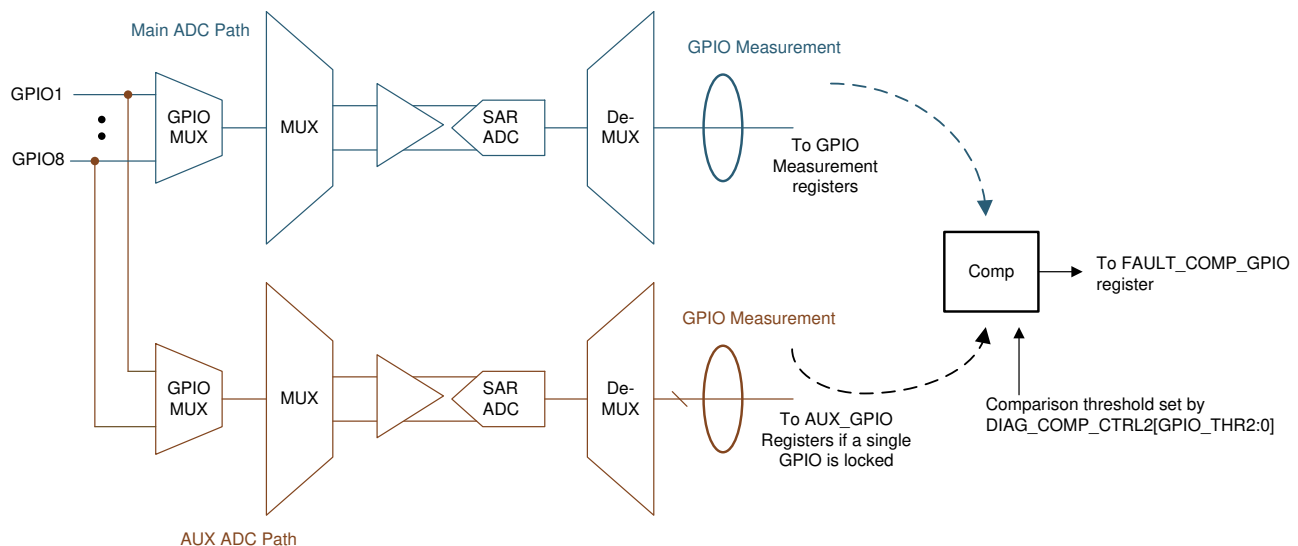 Main ADC Path
GPIO1
GPIO8
GPIO
MUX
MUX
SAR
ADC
De-
MUX
GPIO Measurement
To GPIO
Measurement
registers
Comp
To FAULT_COMP_GPIO
register
GPIO
MUX
MUX
SAR
ADC
De-
MUX
GPIO Measurement
To AUX_GPIO
Registers if a single
GPIO is locked
Comparison threshold set by
DIAG_COMP_CTRL2[GPIO_THR2:0]
AUX ADC Path